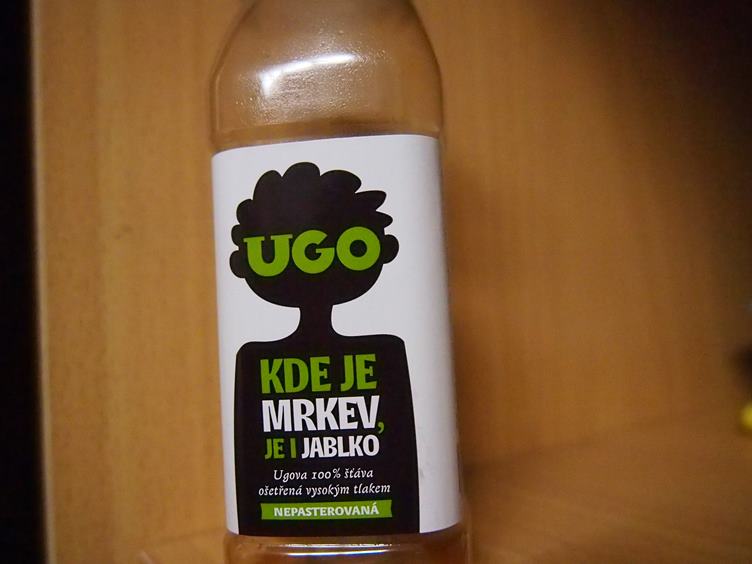 UGO
KDE JE
MRKEV,
JE I JABLKO
Ugova 100% šťáva
ošetřená vysokým tlakem
NEPASTEROVANÁ